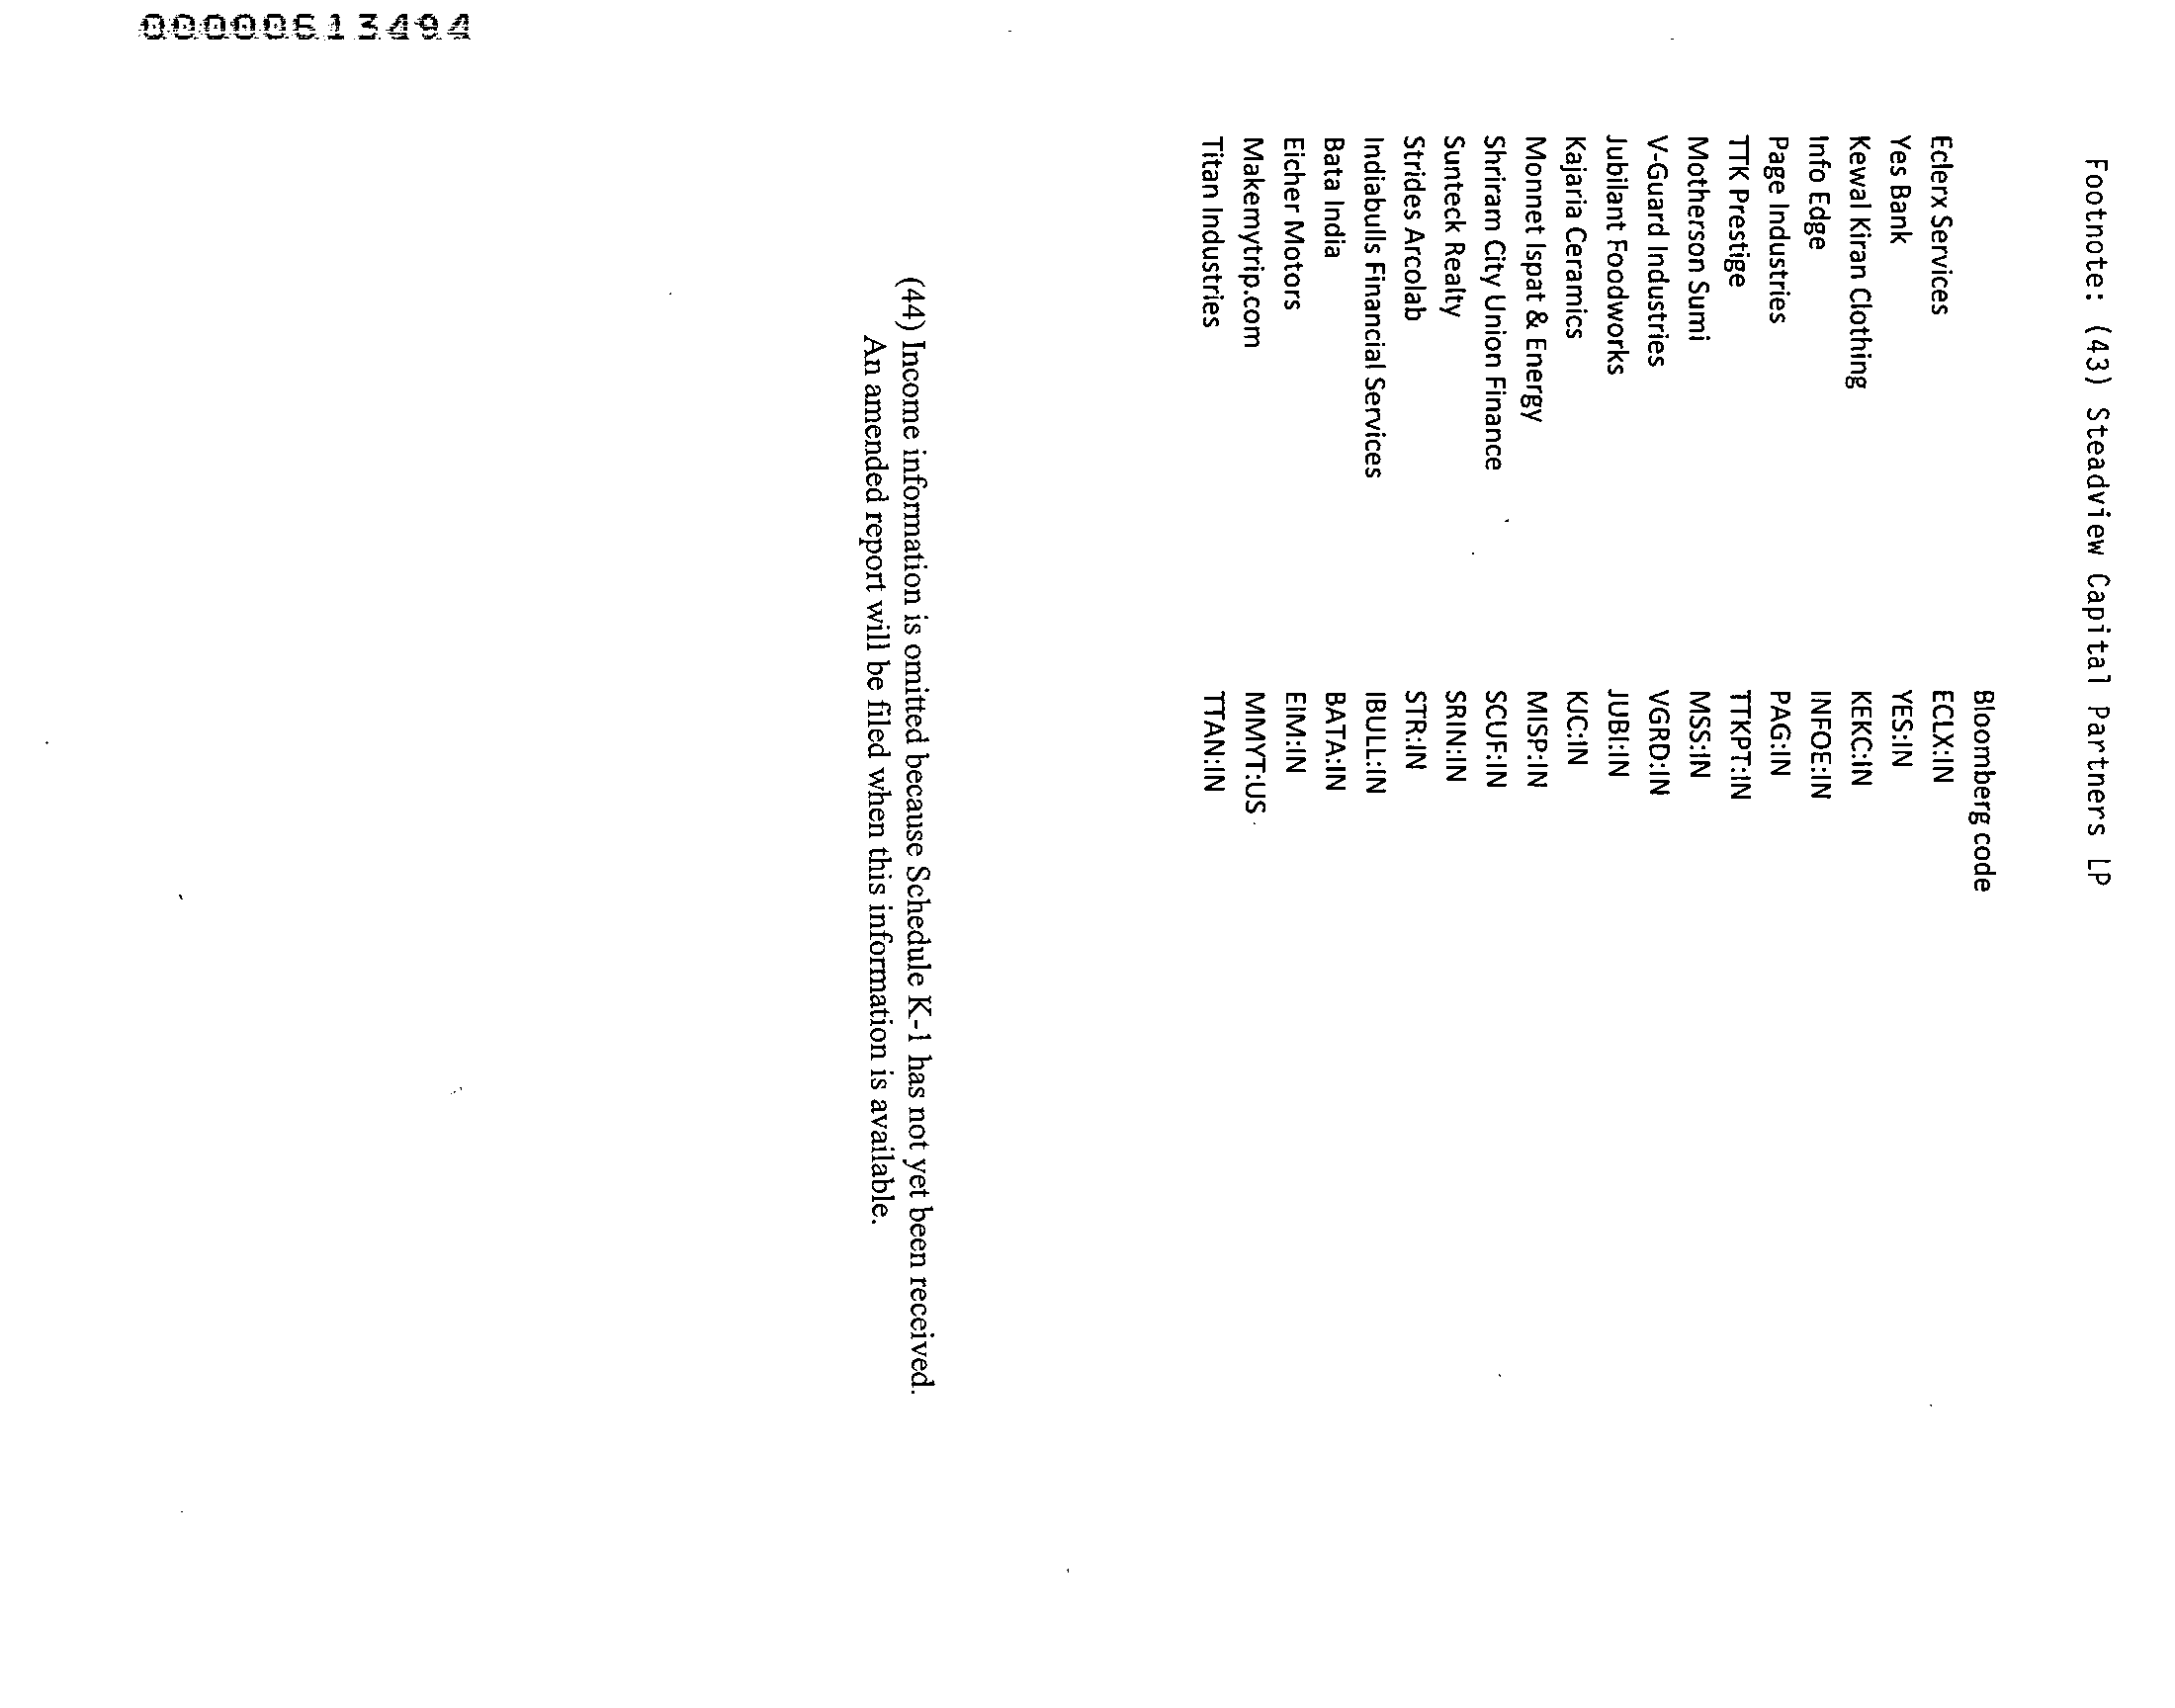 00000613494
Footnote: (43) Steadview Capital Partners LP
Bloomberg code
Eclerx Services ECLX:IN
Yes Bank YES:IN
Kewal Kiran Clothing KEKC:IN
Info Edge INFOE:IN
Page Industries PAG:IN
TTK Prestige TTKPT:IN
Motherson Sumi MSS:IN
V-Guard Industries VGRD:IN
Jubilant Foodworks JUBI:IN
Kajaria Ceramics KJC:IN
Monnet Ispat & Energy MISP:IN
Shriram City Union Finance SCUF:IN
Sunteck Realty SRIN:IN
Strides Arcolab STR:IN
Indiabulls Financial Services IBULL:IN
Bata India BATA:IN
Eicher Motors EIM:IN
Makemytrip.com MMYT:US
Titan Industries TTAN:IN
(44) Income information is omitted because Schedule K-1 has not yet been received.
An amended report will be filed when this information is available.